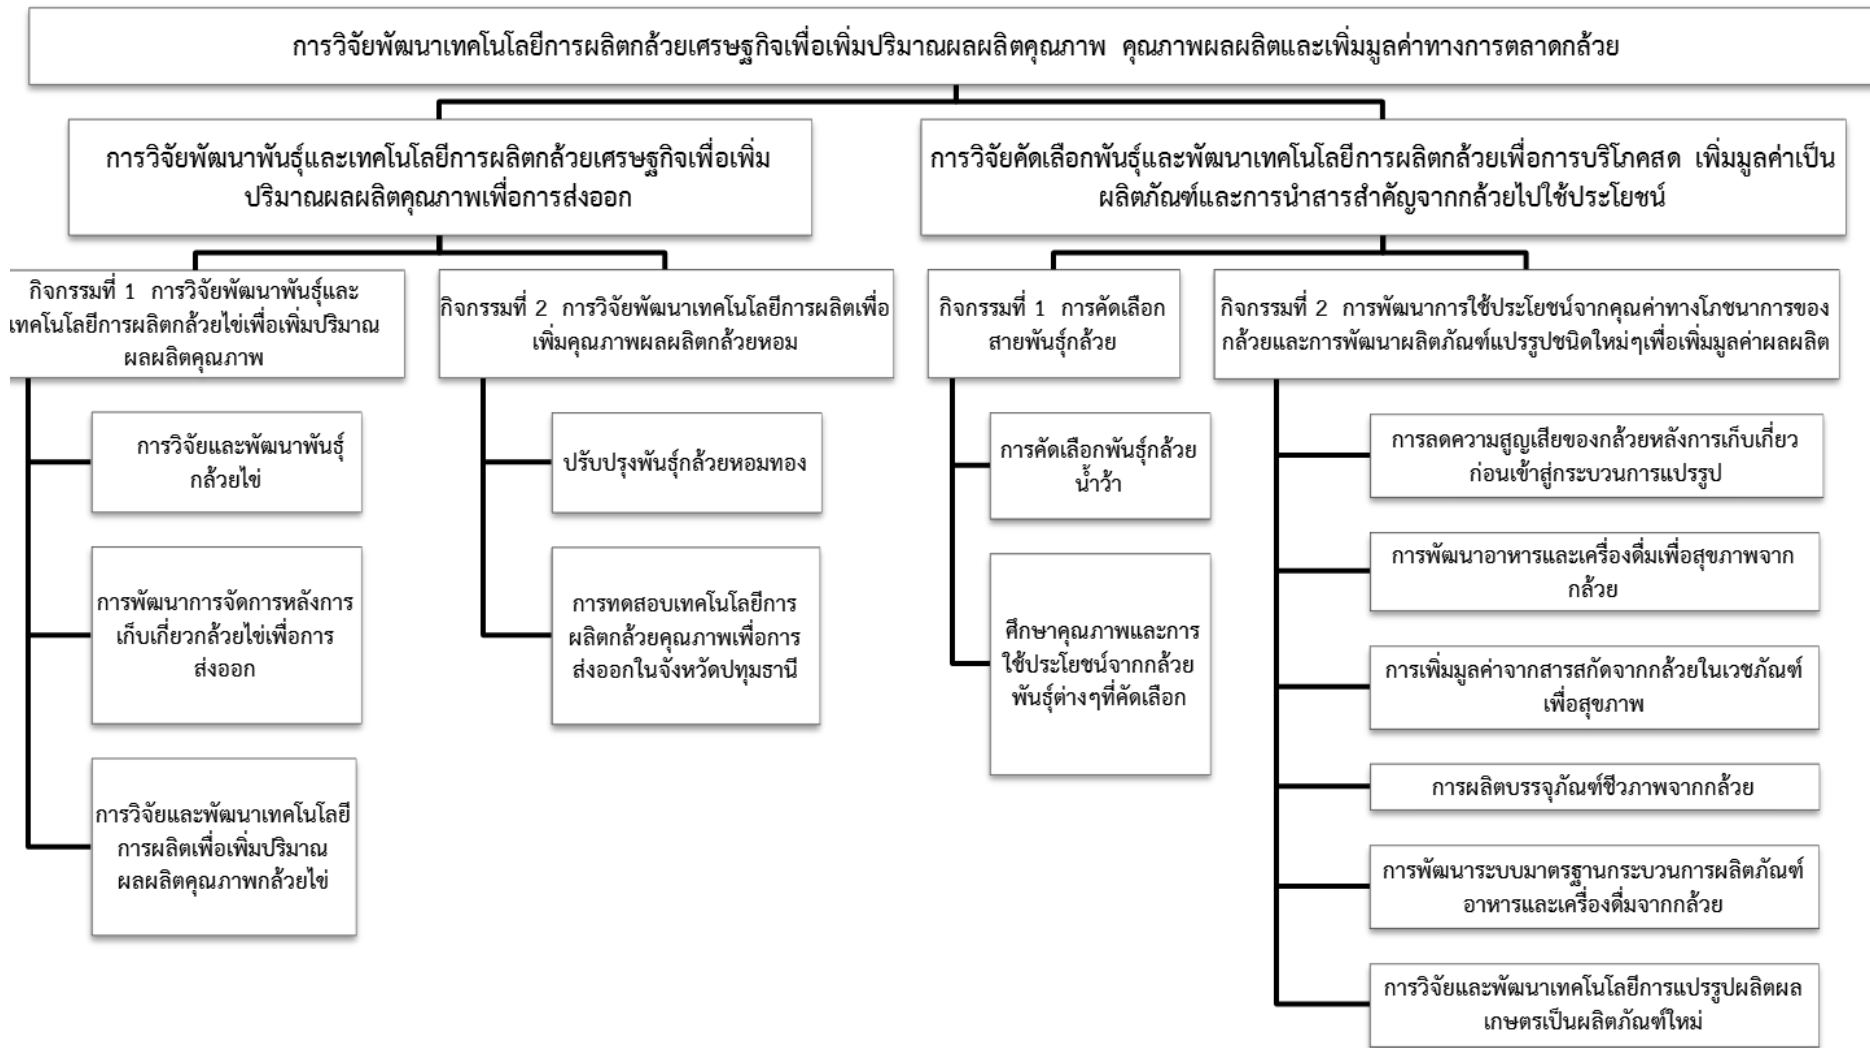 การวิจัยพัฒนาเทคโนโลยีการผลิตกล้วยเศรษฐกิจเพื่อเพิ่มปริมาณผลผลิตคุณภาพ คุณภาพผลผลิตและเพิ่มมูลค่าทางการตลาดกล้วย
การวิจัยพัฒนาพันธุ์และเทคโนโลยีการผลิตกล้วยเศรษฐกิจเพื่อเพิ่ม
ปริมาณผลผลิตคุณภาพเพื่อการส่งออก
กิจกรรมที่ 1 การวิจัยพัฒนาพันธุ์และ
เทคโนโลยีการผลิตกล้วยไข่เพื่อเพิ่มปริมาณ
ผลผลิตคุณภาพ
การวิจัยและพัฒนาพันธุ์
กล้วยไข่
การพัฒนาการจัดการหลังการ
เก็บเกี่ยวกล้วยไข่เพื่อการ
ส่งออก
การวิจัยและพัฒนาเทคโนโลยี
การผลิตเพื่อเพิ่มปริมาณ
ผลผลิตคุณภาพกล้วยไข่
กิจกรรมที่ 2 การวิจัยพัฒนาเทคโนโลยีการผลิตเพื่อ
เพิ่มคุณภาพผลผลิตกล้วยหอม
ปรับปรุงพันธุ์กล้วยหอมทอง
การทดสอบเทคโนโลยีการ
ผลิตกล้วยคุณภาพเพื่อการ
ส่งออกในจังหวัดปทุมธานี
การวิจัยคัดเลือกพันธุ์และพัฒนาเทคโนโลยีการผลิตกล้วยเพื่อการบริโภคสด เพิ่มมูลค่าเป็น
ผลิตภัณฑ์และการนำสารสำคัญจากกล้วยไปใช้ประโยชน์
กิจกรรมที่ 1 การคัดเลือก
สายพันธุ์กล้วย
การคัดเลือกพันธุ์กล้วย
น้ำว้า
ศึกษาคุณภาพและการ
ใช้ประโยชน์จากกล้วย
พันธุ์ต่างๆที่คัดเลือก
กิจกรรมที่ 2 การพัฒนาการใช้ประโยชน์จากคุณค่าทางโภชนาการของ
กล้วยและการพัฒนาผลิตภัณฑ์แปรรูปชนิดใหม่ๆเพื่อเพิ่มมูลค่าผลผลิต
การลดความสูญเสียของกล้วยหลังการเก็บเกี่ยว
ก่อนเข้าสู่กระบวนการแปรรูป
การพัฒนาอาหารและเครื่องดื่มเพื่อสุขภาพจาก
กล้วย
การเพิ่มมูลค่าจากสารสกัดจากกล้วยในเวชภัณฑ์
เพื่อสุขภาพ
การผลิตบรรจุภัณฑ์ชีวภาพจากกล้วย
การพัฒนาระบบมาตรฐานกระบวนการผลิตภัณฑ์
อาหารและเครื่องดื่มจากกล้วย
การวิจัยและพัฒนาเทคโนโลยีการแปรรูปผลิตผล
เกษตรเป็นผลิตภัณฑ์ใหม่